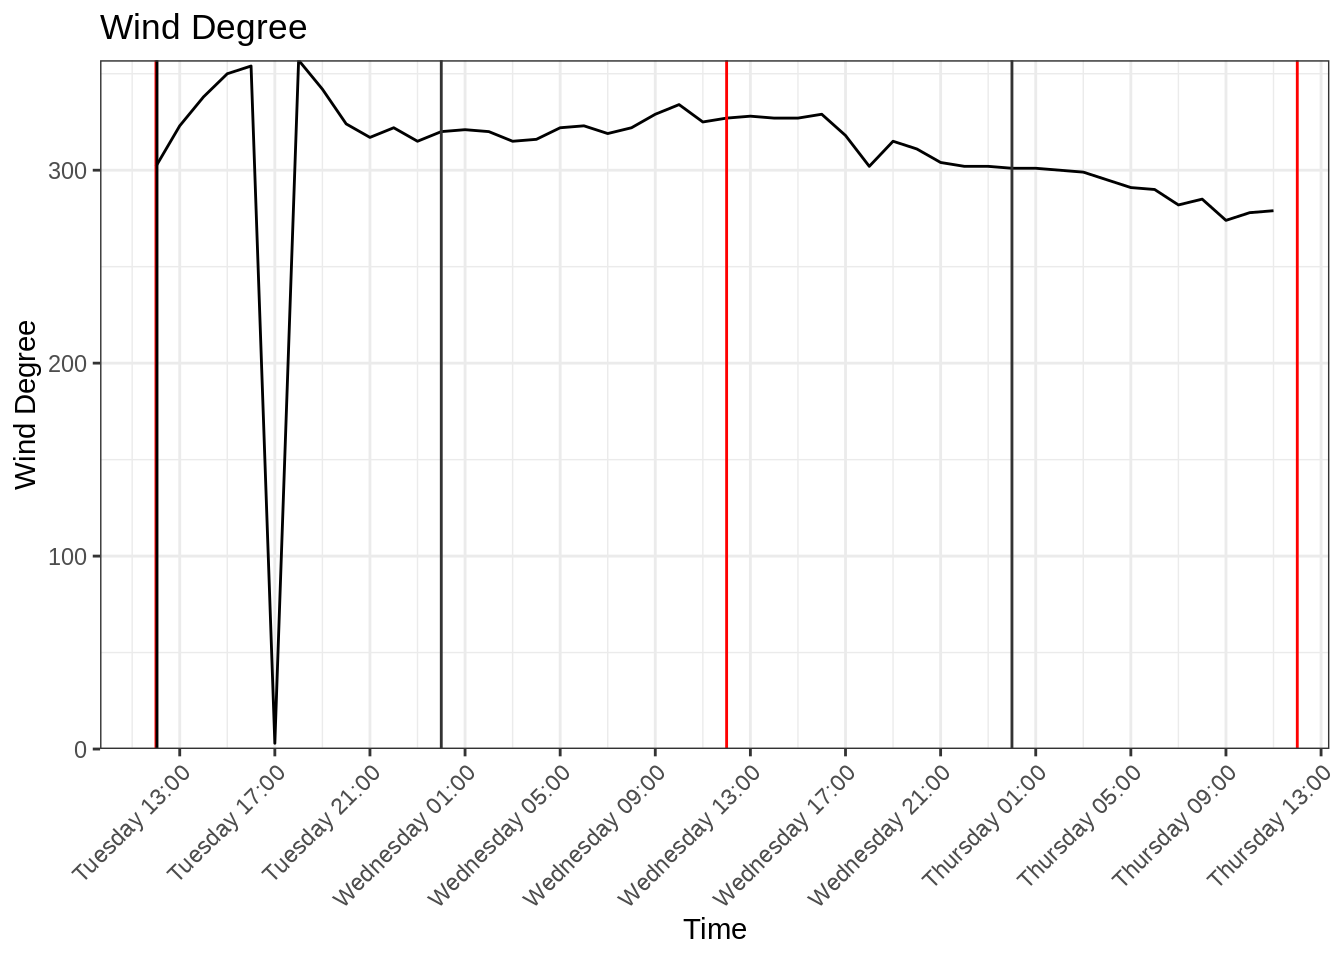 Wind Degree
Wind Degree
300
200
100
0
Tuesday 13:00
Tuesday 17:00
Tuesday 21:00
Wednesday 01:00
Wednesday 05:00
Wednesday 09:00
Wednesday 13:00
Wednesday 17:00
Wednesday 21:00
Thursday 01:00
Thursday 05:00
Thursday 09:00
Thursday 13:00
Time